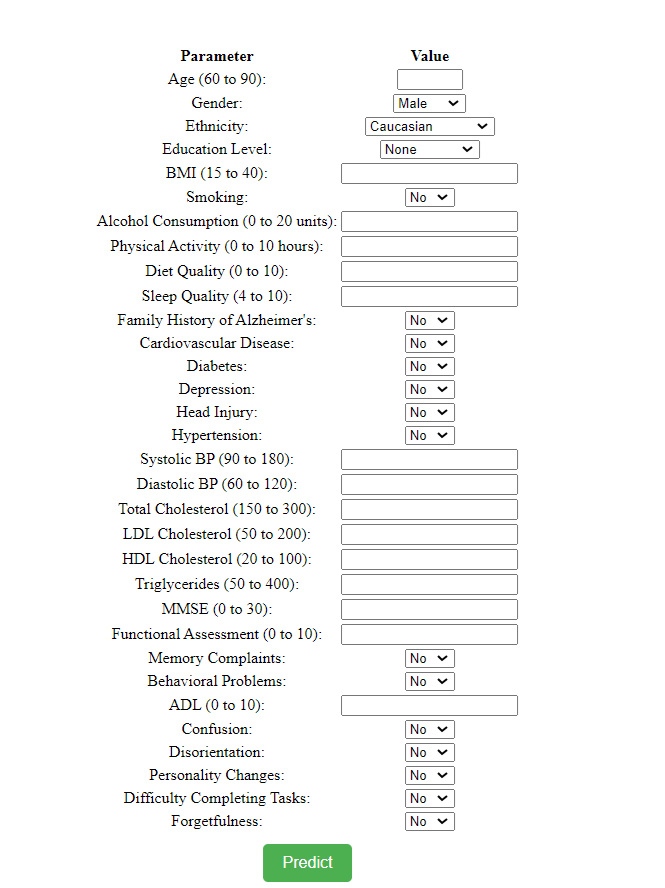 Parameter Value
Age (60 to 90):
Gender: Male
Ethnicity: Caucasian
Education Level: None
BMI (15 to 40):
Smoking: No
Alcohol Consumption (0 to 20 units):
Physical Activity (0 to 10 hours):
Diet Quality (0 to 10):
Sleep Quality (4 to 10):
Family History of Alzheimer's: No
Cardiovascular Disease: No
Diabetes: No
Depression: No
Head Injury: No
Hypertension: No
Systolic BP (90 to 180):
Diastolic BP (60 to 120):
Total Cholesterol (150 to 300):
LDL Cholesterol (50 to 200):
HDL Cholesterol (20 to 100):
Triglycerides (50 to 400):
MMSE (0 to 30):
Functional Assessment (0 to 10):
Memory Complaints: No
Behavioral Problems: No
ADL (0 to 10):
Confusion: No
Disorientation: No
Personality Changes: No
Difficulty Completing Tasks: No
Forgetfulness: No
Predict